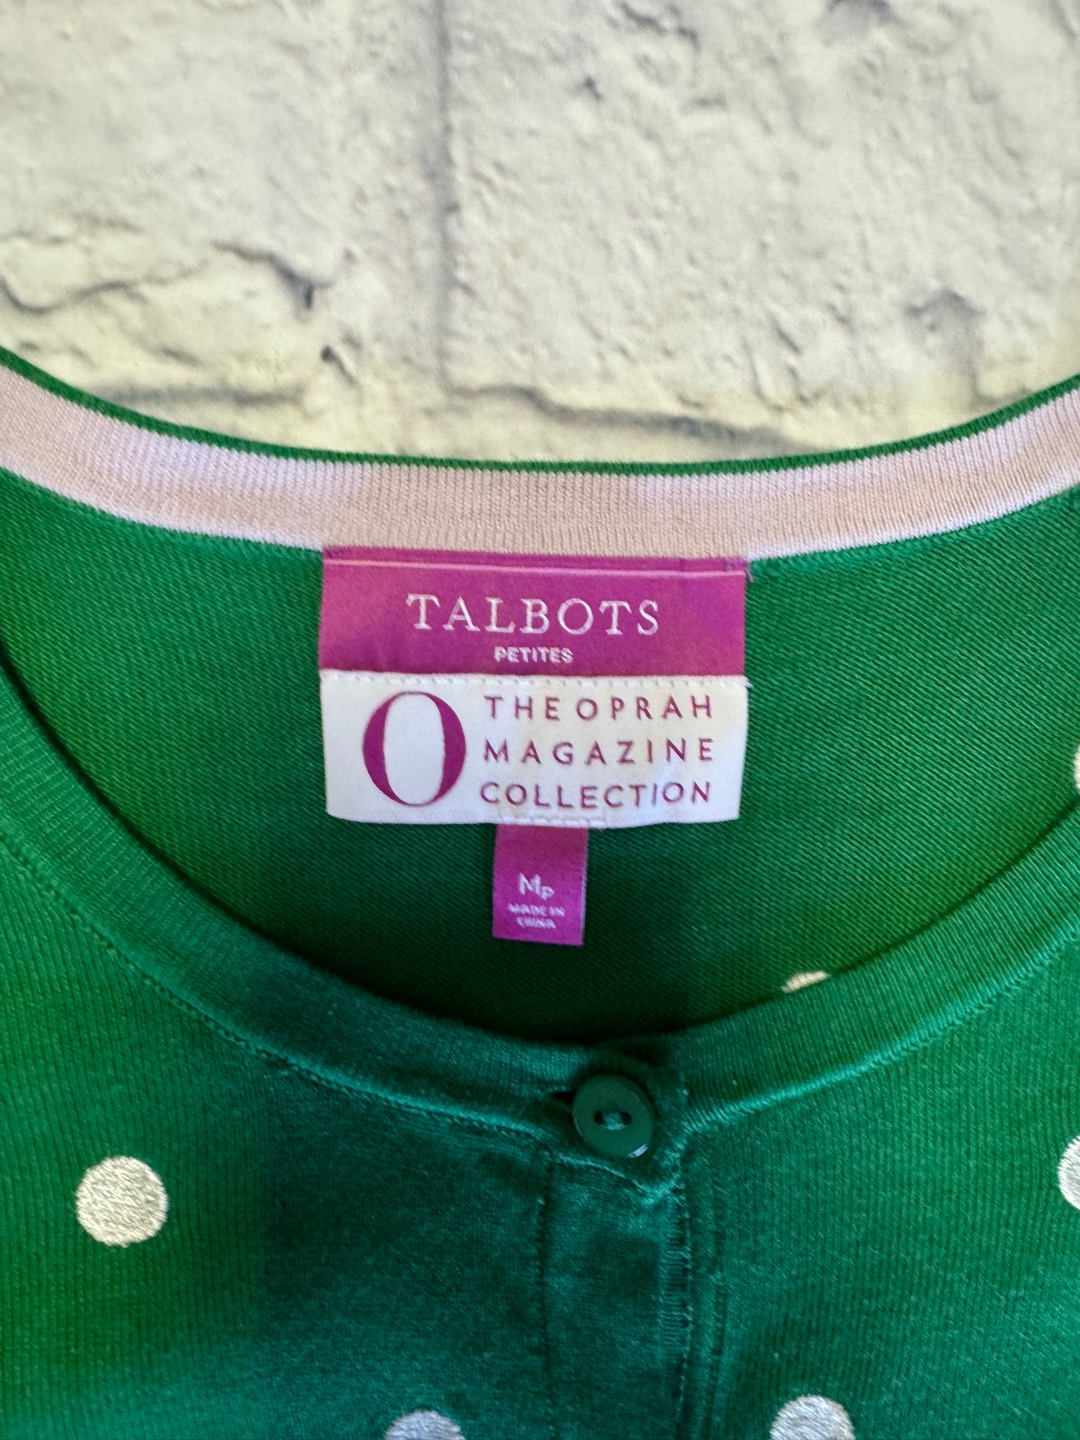 TALBOTS
PETITES
O
THE OPRAH
MAGAZINE
COLLECTION
MP
MADE IN
CHINA